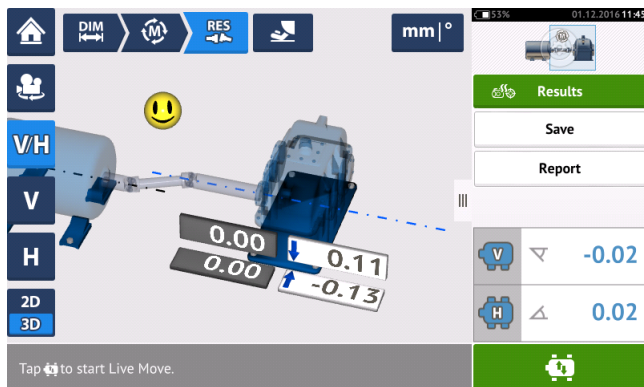 DIM
M
RES
mm|°
53%
01.12.2016 11:45
Results
Save
Report
V/H
V
H
2D
3D
0.00
0.11
0.00
-0.13
V
-0.02
H
0.02
Tap to start Live Move.